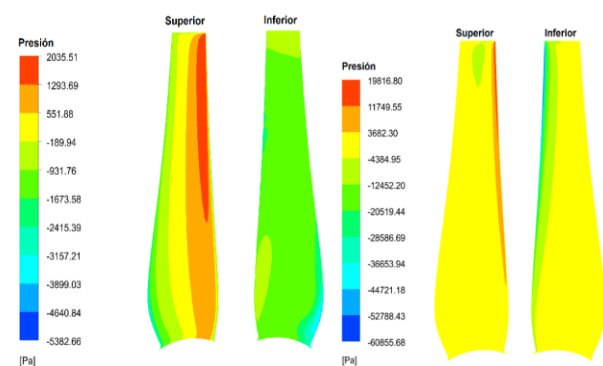 Superior
Inferior
Presión
2035.51
1293.69
551.88
-189.94
-931.76
-1673.58
-2415.39
-3157.21
-3899.03
-4640.84
-5382.66
[Pa]
Superior
Inferior
Presión
19816.80
11749.55
3682.30
-4384.95
-12452.20
-20519.44
-28586.69
-36653.94
-44721.18
-52788.43
-60855.68
[Pa]